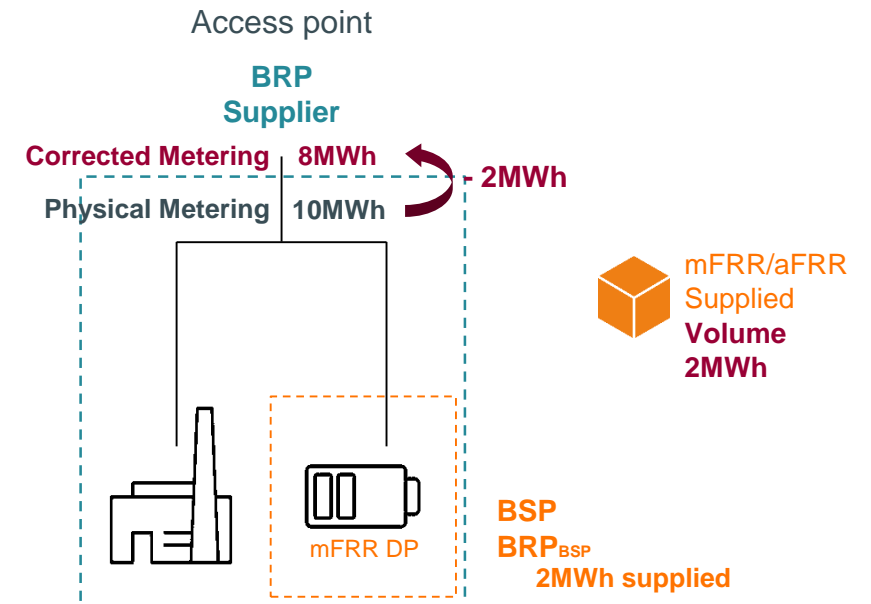 Access point
BRP
Supplier
Corrected Metering 8MWh
- 2MWh
Physical Metering 10MWh
mFRR/aFRR
Supplied
Volume
2MWh
mFRR DP
BSP
BRPBSP
2MWh supplied